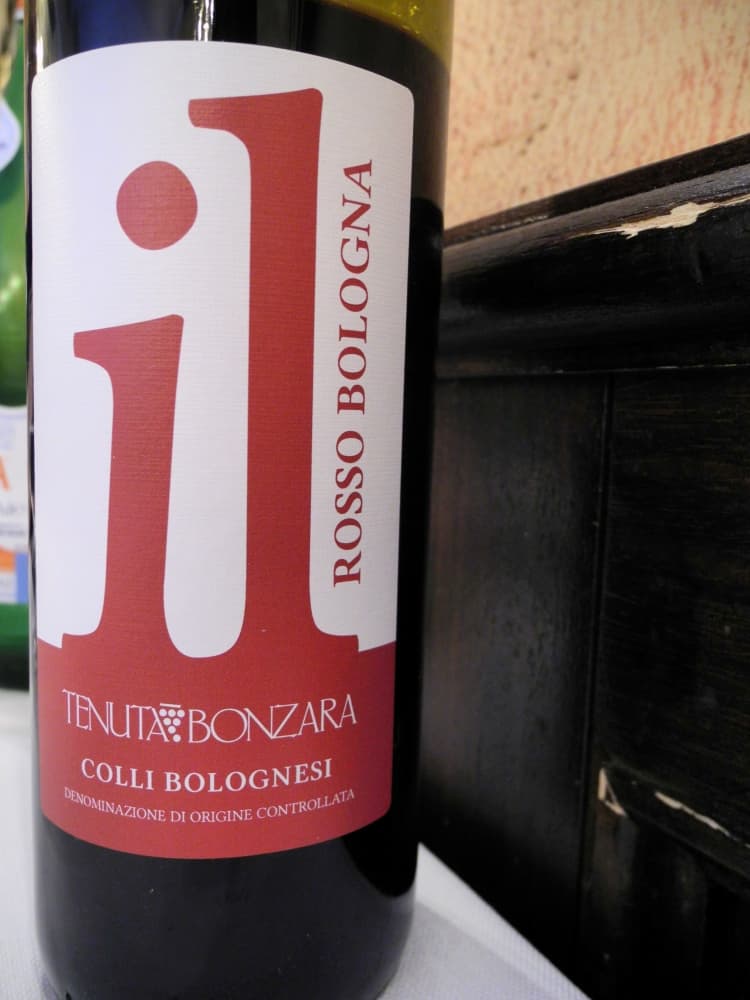 il
ROSSO BOLOGNA
TENUTA BONZARA
COLLI BOLOGNESI
DENOMINAZIONE DI ORIGINE CONTROLLATA